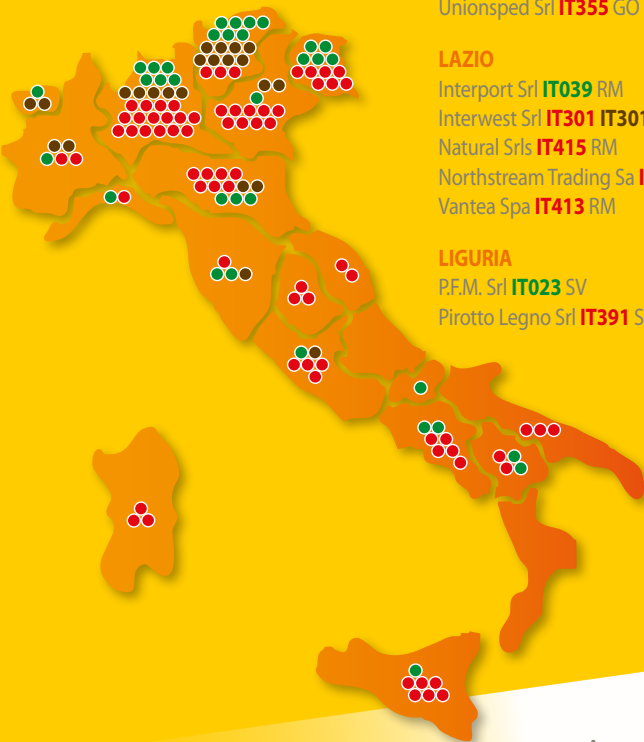 Unionsped Srl IT355 GO
LAZIO
Interport Srl IT039 RM
Interwest Srl IT301 IT301
Natural Srls IT415 RM
Northstream Trading Sa
Vantea Spa IT413 RM
LIGURIA
P.F.M. Srl IT023 SV
Pirotto Legno Srl IT391